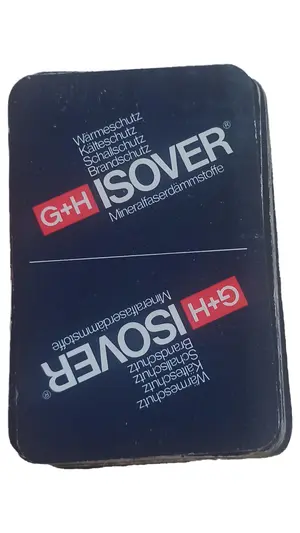 Wärmeschutz
Kälteschutz
Schallschutz
Brandschutz
G+H ISOVER®
Mineralfaserdämmstoffe
Wärmeschutz
Kälteschutz
Schallschutz
Brandschutz
G+H ISOVER®
Mineralfaserdämmstoffe